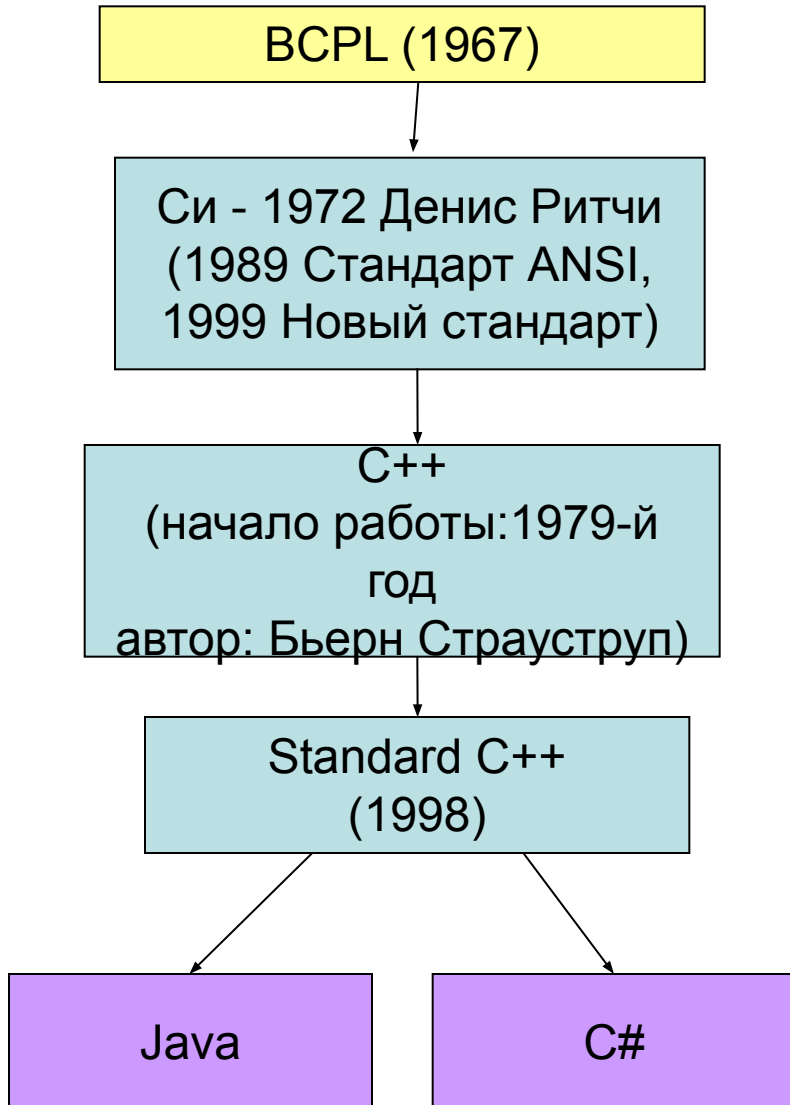 BCPL (1967)
Си - 1972 Денис Ритчи
(1989 Стандарт ANSI,
1999 Новый стандарт)
C++
(начало работы:1979-й
год
автор: Бьерн Страуструп)
Standard C++
(1998)
Java
C#